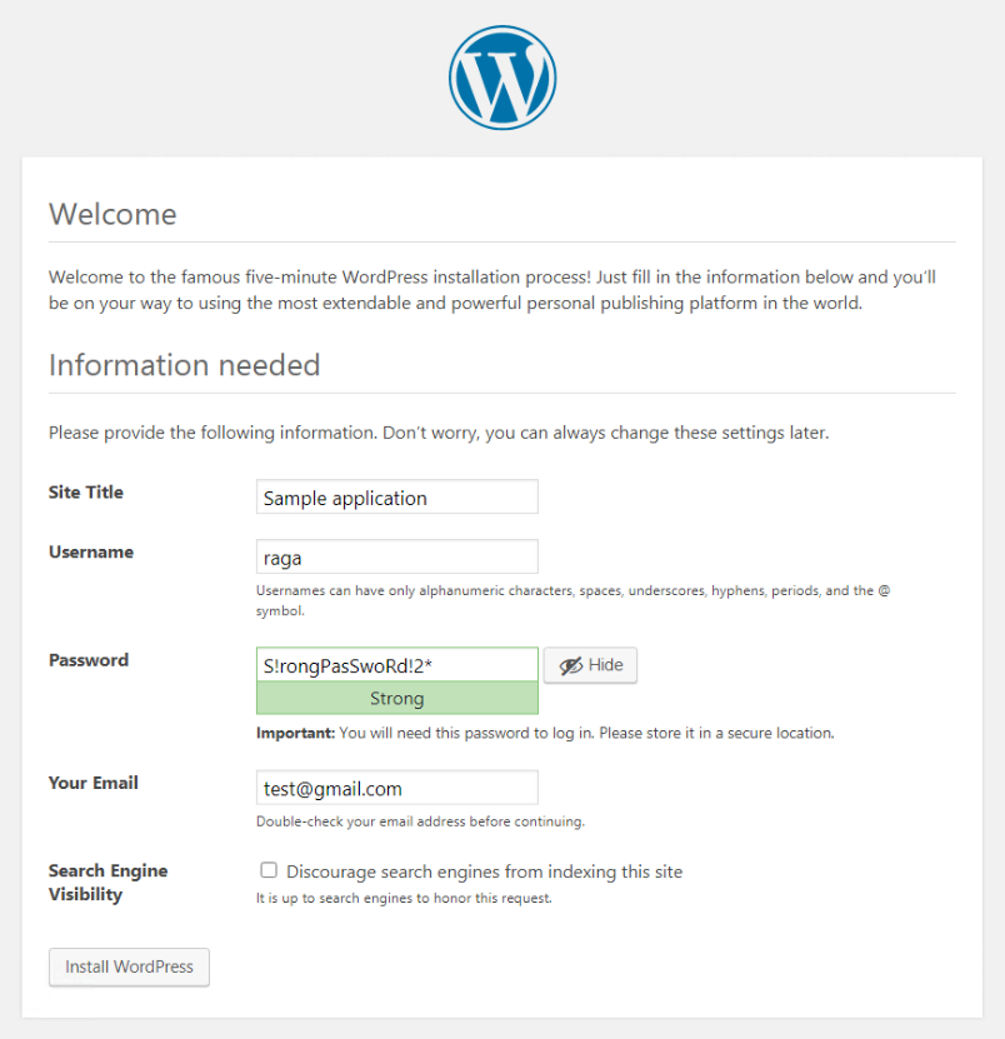 W
Welcome
Welcome to the famous five-minute WordPress installation process! Just fill in the information below and you’ll
be on your way to using the most extendable and powerful personal publishing platform in the world.
Information needed
Please provide the following information. Don’t worry, you can always change these settings later.
Site Title
Sample application
Username
raga
Usernames can have only alphanumeric characters, spaces, underscores, hyphens, periods, and the @
symbol.
Password
S!rongPasSwoRd!2*
Hide
Strong
Important: You will need this password to log in. Please store it in a secure location.
Your Email
test@gmail.com
Double-check your email address before continuing.
Search Engine
Visibility
Discourage search engines from indexing this site
It is up to search engines to honor this request.
Install WordPress